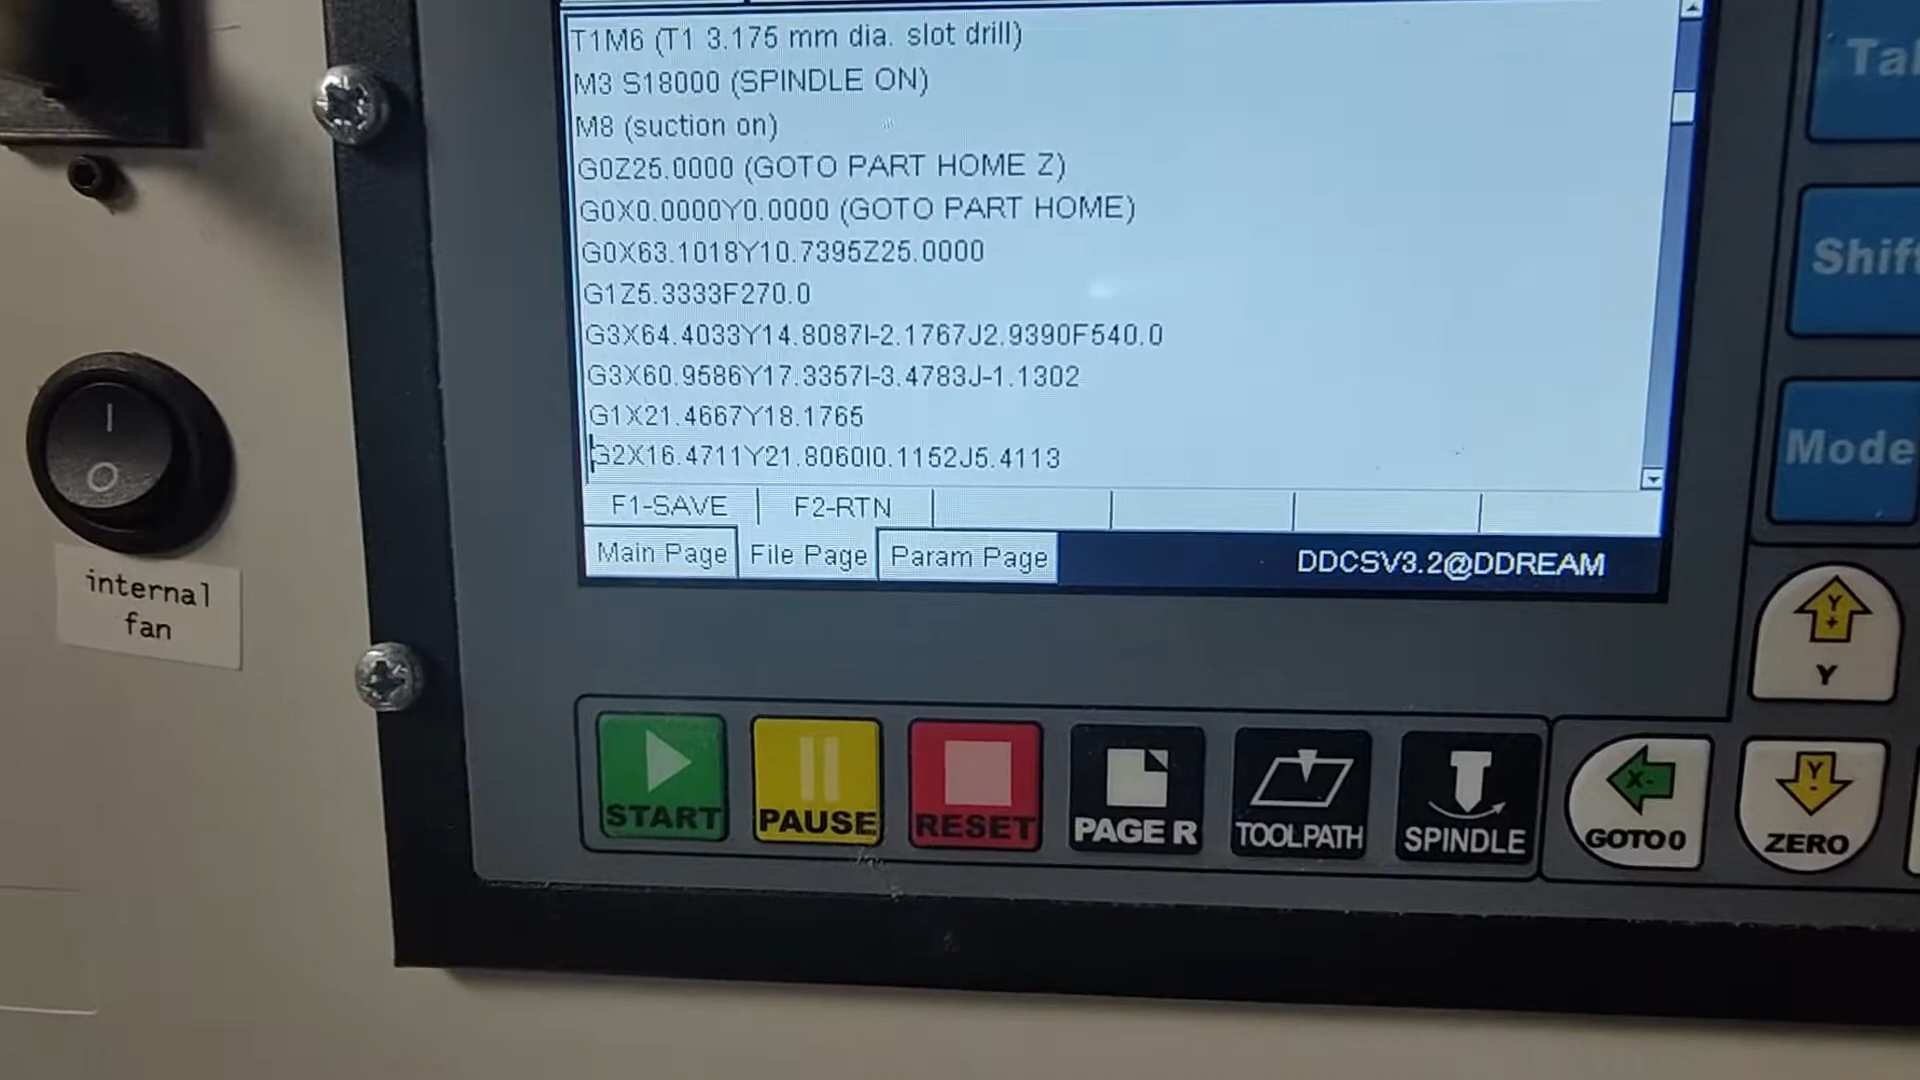 T1M6 (T1 3.175 mm dia. slot drill)
M3 S18000 (SPINDLE ON)
M8 (suction on)
G0Z25.0000 (GOTO PART HOME Z)
G0X0.0000Y0.0000 (GOTO PART HOME)
G0X63.1018Y10.7395Z25.0000
G1Z5.3333F270.0
G3X64.4033Y14.8087I-2.1767J2.9390F540.0
G3X60.9586Y17.3357I-3.4783J-1.1302
G1X21.4667Y18.1765
G2X16.4711Y21.8060I0.1152J5.4113
F1-SAVE F2-RTN
Main Page File Page Param Page DDCSV3.2@DDREAM
Shift
Mode
I
O
internal
fan
Y+
Y
START PAUSE RESET PAGE R TOOLPATH SPINDLE
X-
GOTO 0
Y-
ZERO